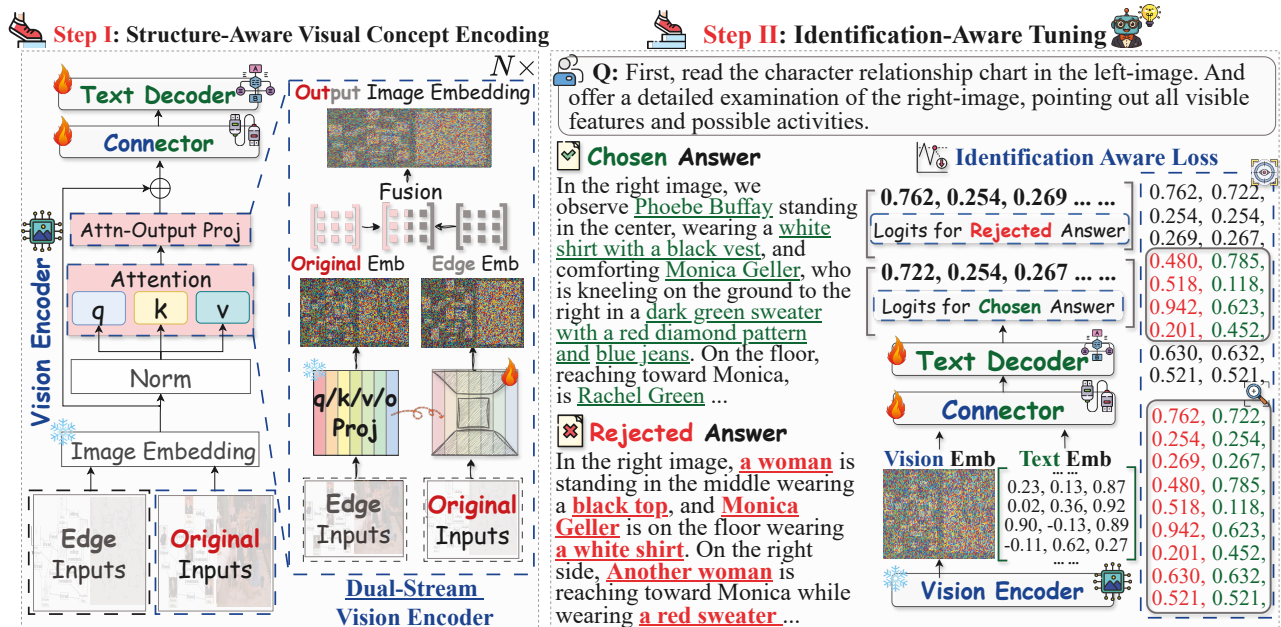 Step I: Structure-Aware Visual Concept Encoding
N×
Text Decoder
Connector
Attn-Output Proj
Attention
q k v
Norm
Image Embedding
Edge Inputs
Original Inputs
Vision Encoder
Output Image Embedding
Fusion
Original Emb
Edge Emb
q/k/v/o
Proj
Edge
Inputs
Original
Inputs
Dual-Stream
Vision Encoder
Step II: Identification-Aware Tuning
Q: First, read the character relationship chart in the left-image. And
offer a detailed examination of the right-image, pointing out all visible
features and possible activities.
Chosen Answer
In the right image, we
observe Phoebe Buffay standing
in the center, wearing a white
shirt with a black vest, and
comforting Monica Geller, who
is kneeling on the ground to the
right in a dark green sweater
with a red diamond pattern
and blue jeans. On the floor,
reaching toward Monica,
is Rachel Green ...
Rejected Answer
In the right image, a woman is
standing in the middle wearing
a black top, and Monica
Geller is on the floor wearing
a white shirt. On the right
side, Another woman is
reaching toward Monica while
wearing a red sweater ...
Identification Aware Loss
0.762, 0.254, 0.269 ... ...
Logits for Rejected Answer
0.722, 0.254, 0.267 ... ...
Logits for Chosen Answer
Text Decoder
Connector
Vision Emb
Text Emb
... ...
0.23, 0.13, 0.87
0.02, 0.36, 0.92
0.90, -0.13, 0.89
-0.11, 0.62, 0.27
... ...
Vision Encoder
0.762, 0.722,
0.254, 0.254,
0.269, 0.267,
0.480, 0.785,
0.518, 0.118,
0.942, 0.623,
0.201, 0.452,
0.630, 0.632,
0.521, 0.521,
0.762, 0.722,
0.254, 0.254,
0.269, 0.267,
0.480, 0.785,
0.518, 0.118,
0.942, 0.623,
0.201, 0.452,
0.630, 0.632,
0.521, 0.521,